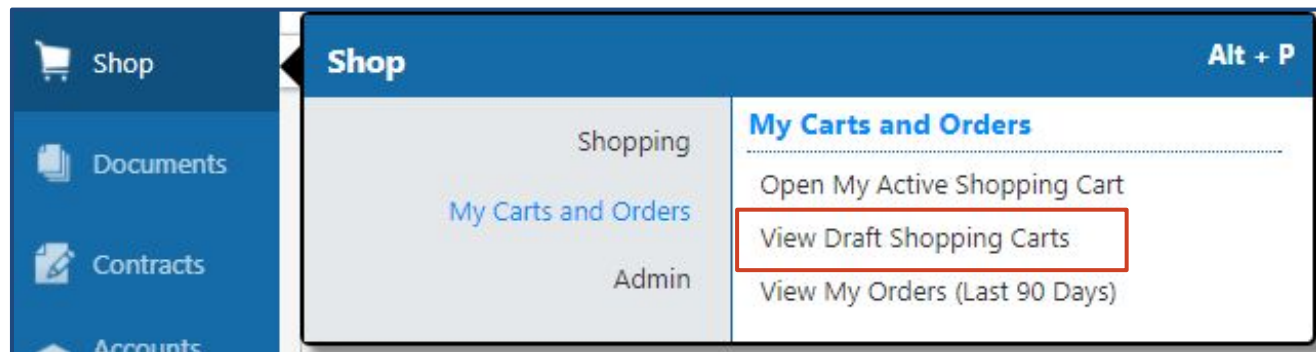 Shop
Documents
Contracts
Accounts
Shop
Alt + P
Shopping
My Carts and Orders
Admin
My Carts and Orders
Open My Active Shopping Cart
View Draft Shopping Carts
View My Orders (Last 90 Days)